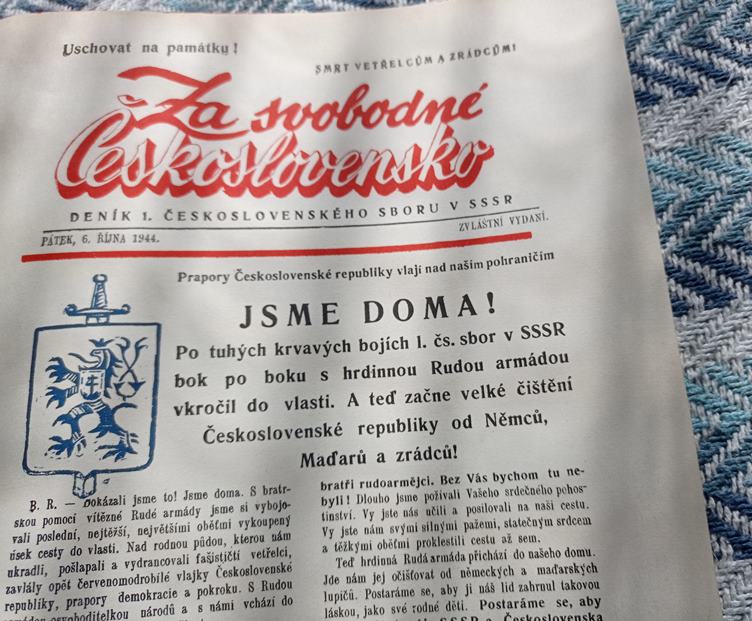 Uschovat na památku!
SMRT VETŘELCŮM A ZRÁDCŮM!
Za svobodné
Československo
DENÍK 1. ČESKOSLOVENSKÉHO SBORU V SSSR
PÁTEK, 6. ŘÍJNA 1944.
ZVLÁŠTNÍ VYDÁNÍ.
Prapory Československé republiky vlají nad naším pohraničím
JSME DOMA!
Po tuhých krvavých bojích 1. čs. sbor v SSSR
bok po boku s hrdinnou Rudou armádou
vkročil do vlasti. A teď začne velké čištění
Československé republiky od Němců,
Maďarů a zrádců!
B. R. — Dokázali jsme to! Jsme doma. S bratr-
skou pomocí vítězné Rudé armády jsme si vybojo-
vali poslední, nejtěžší, největšími oběťmi vykoupený
úsek cesty do vlasti. Nad rodnou půdou, kterou nám
ukradli, pošlapali a vydrancovali fašističtí vetřelci,
zavlály opět červenomodrobílé vlajky Československé
republiky, prapory demokracie a pokroku. S Rudou
osvoboditelkou národů a s námi vchází do
bratři rudoarmějci. Bez Vás bychom tu ne-
byli! Dlouho jsme požívali Vašeho srdečného pohos-
tinství. Vy jste nás učili a posilovali na naši cestu.
Vy jste nám svými silnými pažemi, statečným srdcem
a těžkými oběťmi proklestili cestu až sem.
Teď hrdinná Rudá armáda přichází do našeho domu.
Jde nám jej očišťovat od německých a maďarských
lupičů. Postaráme se, aby ji náš lid zahrnul takovou
láskou, jako své rodné děti. Postaráme se, aby
SSSR a Československa